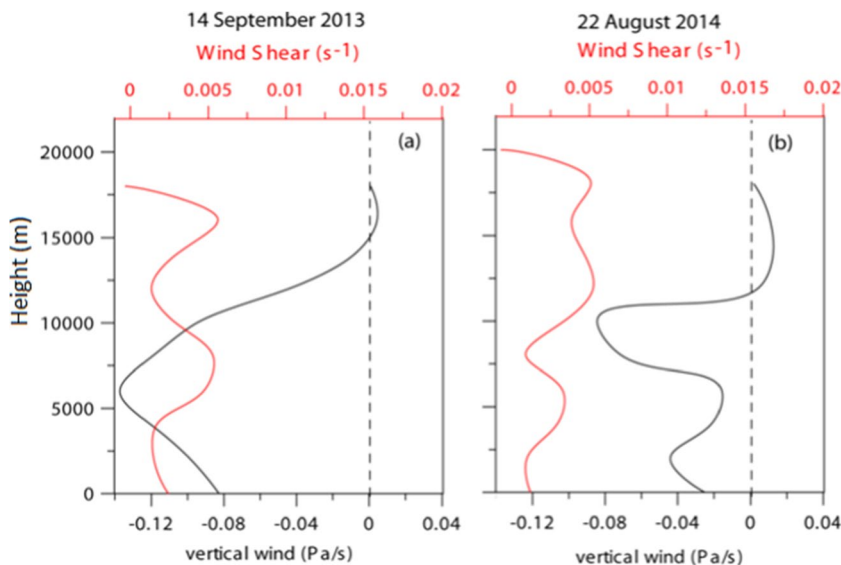 14 September 2013
Wind Shear (s-1)
0 0.005 0.01 0.015 0.02
(a)
20000
15000
10000
5000
0
Height (m)
-0.12 -0.08 -0.04 0 0.04
vertical wind (Pa/s)
22 August 2014
Wind Shear (s-1)
0 0.005 0.01 0.015 0.02
(b)
-0.12 -0.08 -0.04 0 0.04
vertical wind (Pa/s)